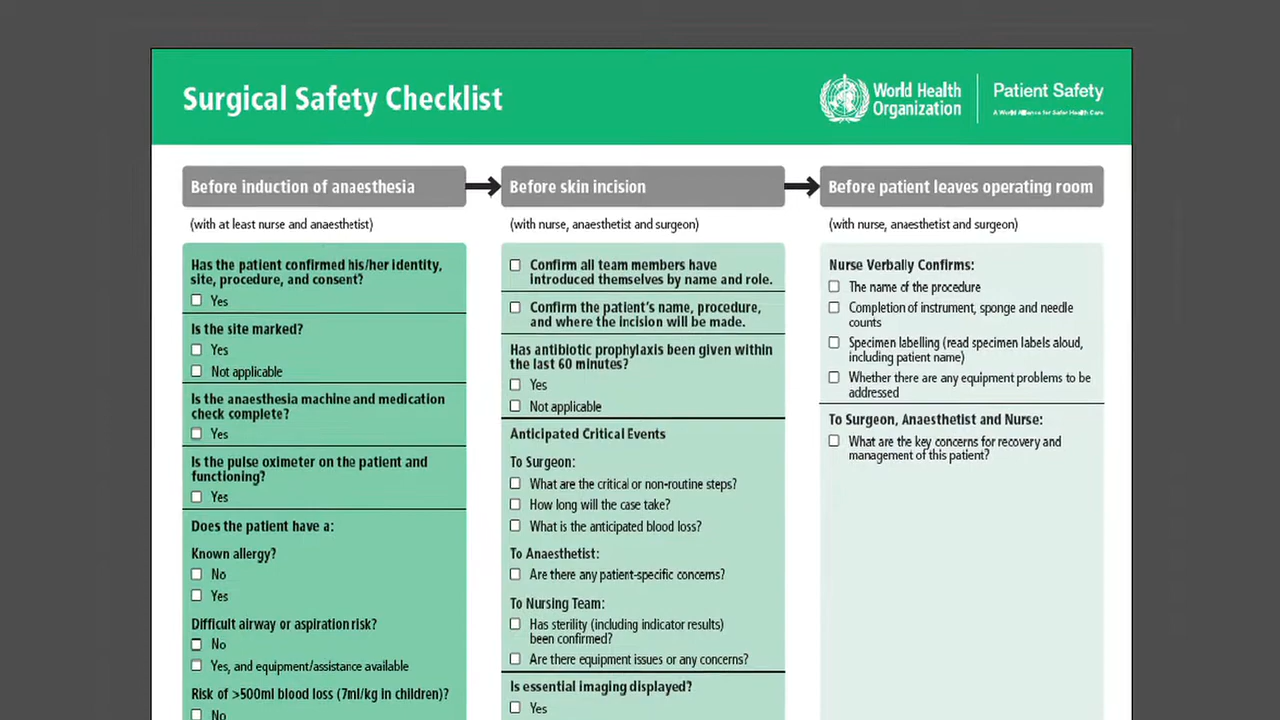 Surgical Safety Checklist
World Health
Organization
Patient Safety
A World Alliance for Safer Health Care
Before induction of anaesthesia
(with at least nurse and anaesthetist)
Has the patient confirmed his/her identity,
site, procedure, and consent?
Yes
Is the site marked?
Yes
Not applicable
Is the anaesthesia machine and medication
check complete?
Yes
Is the pulse oximeter on the patient and
functioning?
Yes
Does the patient have a:
Known allergy?
No
Yes
Difficult airway or aspiration risk?
No
Yes, and equipment/assistance available
Risk of >500ml blood loss (7ml/kg in children)?
No
Before skin incision
(with nurse, anaesthetist and surgeon)
Confirm all team members have
introduced themselves by name and role.
Confirm the patient's name, procedure,
and where the incision will be made.
Has antibiotic prophylaxis been given within
the last 60 minutes?
Yes
Not applicable
Anticipated Critical Events
To Surgeon:
What are the critical or non-routine steps?
How long will the case take?
What is the anticipated blood loss?
To Anaesthetist:
Are there any patient-specific concerns?
To Nursing Team:
Has sterility (including indicator results)
been confirmed?
Are there equipment issues or any concerns?
Is essential imaging displayed?
Yes
Before patient leaves operating room
(with nurse, anaesthetist and surgeon)
Nurse Verbally Confirms:
The name of the procedure
Completion of instrument, sponge and needle
counts
Specimen labelling (read specimen labels aloud,
including patient name)
Whether there are any equipment problems to be
addressed
To Surgeon, Anaesthetist and Nurse:
What are the key concerns for recovery and
management of this patient?